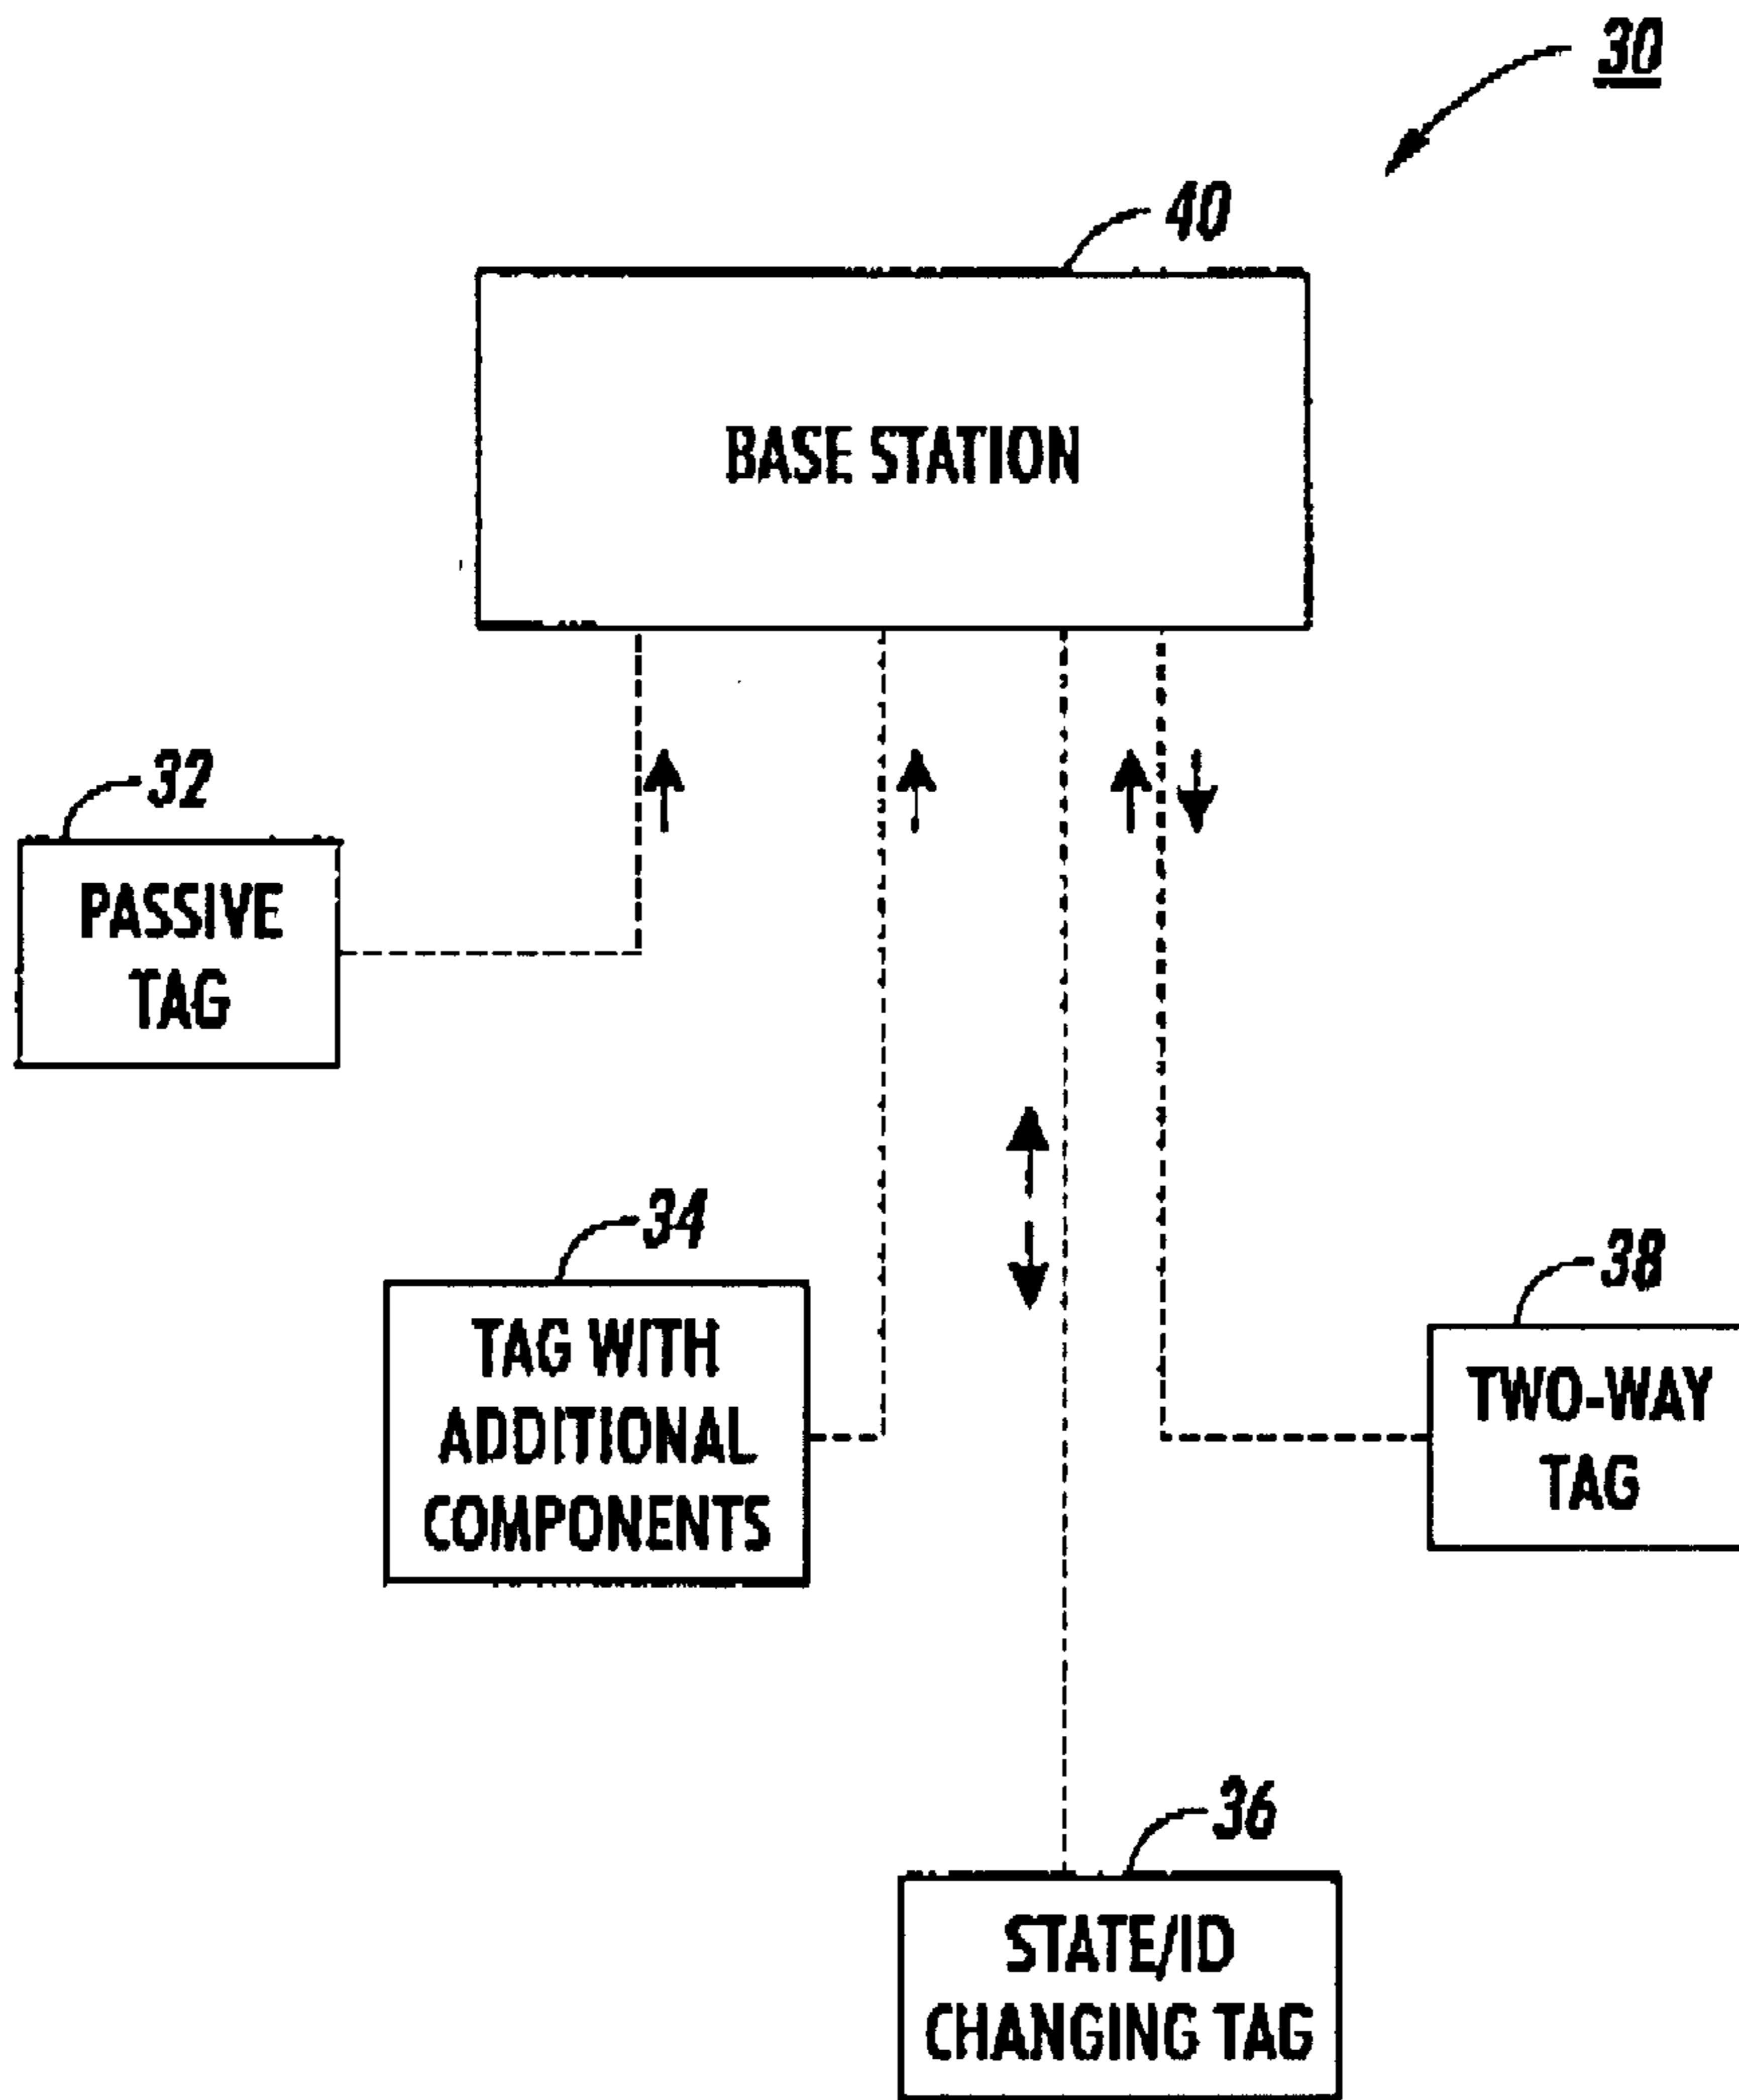 30
40
BASE STATION
32
PASSIVE
TAG
34
TAG WITH
ADDITIONAL
COMPONENTS
38
TWO-WAY
TAG
36
STATE/ID
CHANGING TAG